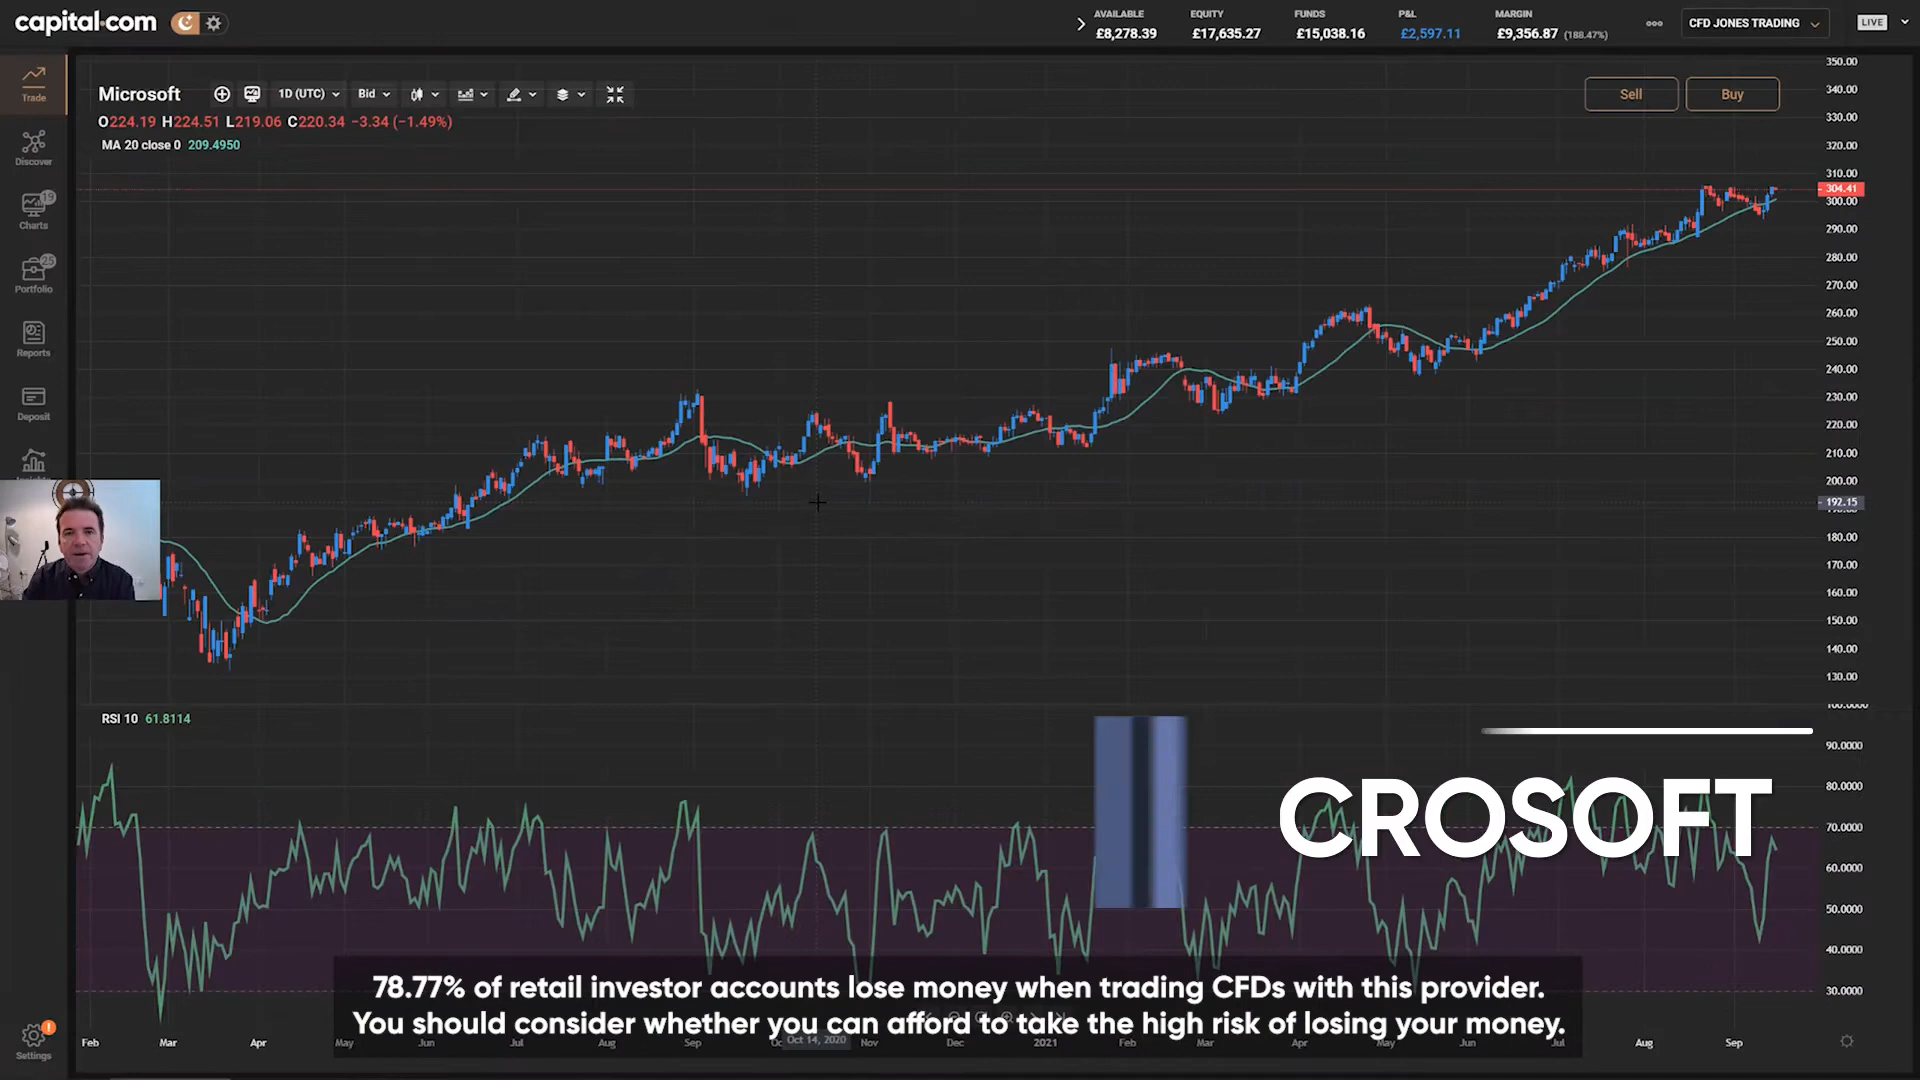 capital.com
AVAILABLE EQUITY FUNDS P&L MARGIN
£8,278.39 £17,635.27 £15,038.16 £2,597.11 £9,356.87 (188.47%)
CFD JONES TRADING
LIVE
Trade
Discover
Charts 19
Portfolio 25
Reports
Deposit
Settings
Microsoft 1D (UTC) Bid
O224.19 H224.51 L219.06 C220.34 −3.34 (−1.49%)
MA 20 close 0 209.4950
Sell Buy
350.00
340.00
330.00
320.00
310.00
304.41
300.00
290.00
280.00
270.00
260.00
250.00
240.00
230.00
220.00
210.00
200.00
192.15
180.00
170.00
160.00
150.00
140.00
130.00
RSI 10 61.8114
90.0000
80.0000
70.0000
60.0000
50.0000
40.0000
30.0000
CROSOFT
78.77% of retail investor accounts lose money when trading CFDs with this provider.
You should consider whether you can afford to take the high risk of losing your money.
Feb Mar Apr May Jun Jul Aug Sep Oct 14, 2020 Nov Dec 2021 Feb Mar Apr May Jun Jul Aug Sep